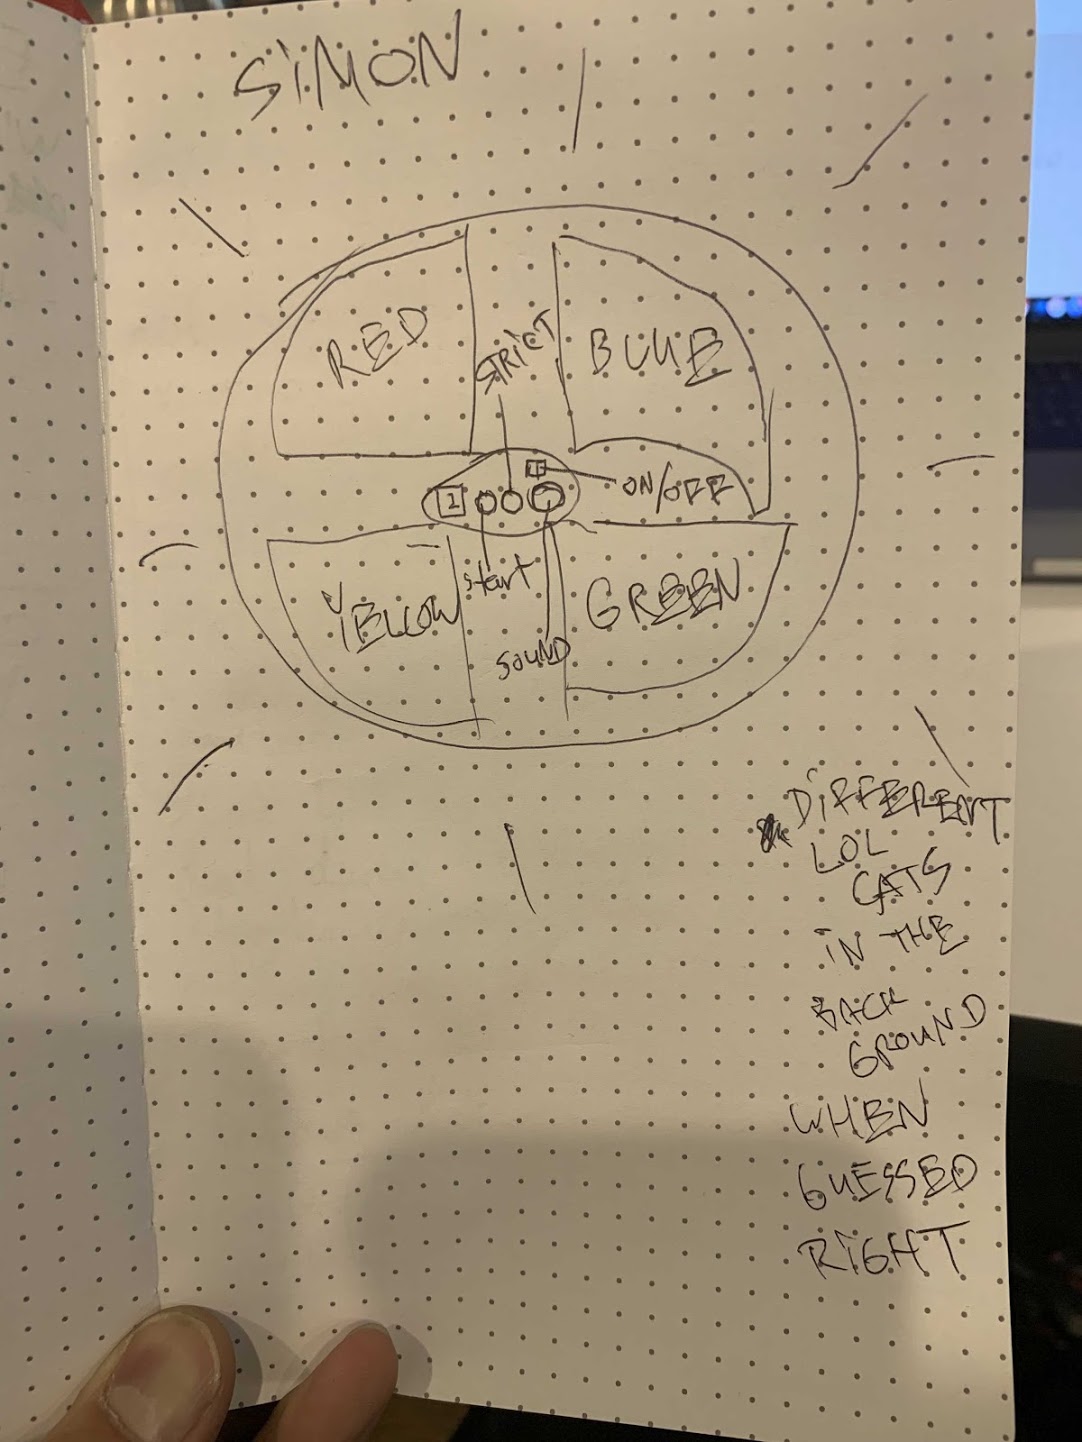 SiMON
RED
STRICT
BLUE
1
ON/OFF
YELLOW
start
GREEN
SOUND
* DiFFERENT
LOL
CATS
iN THE
BACK
GROUND
WHEN
GUESSED
RiGHT